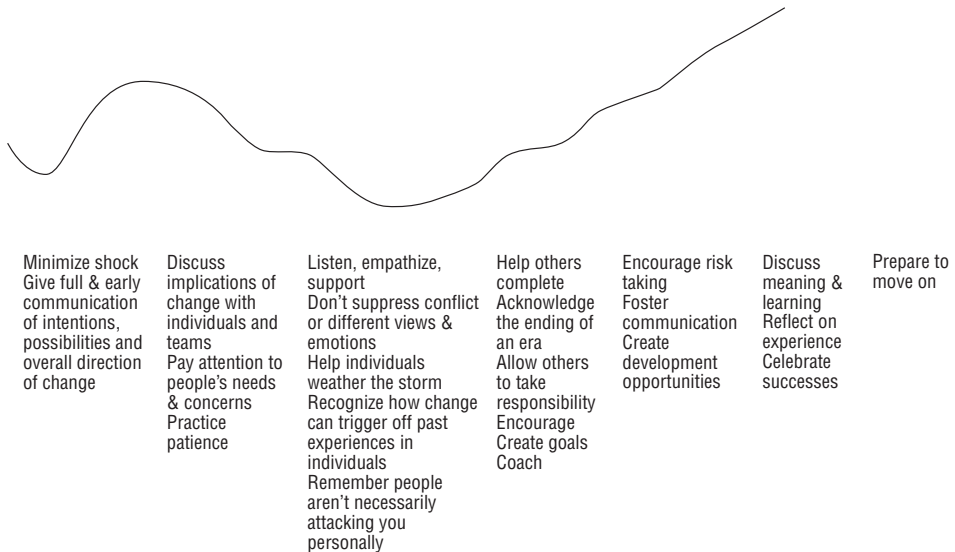 Minimize shock
Give full & early
communication
of intentions,
possibilities and
overall direction
of change
Discuss
implications of
change with
individuals and
teams
Pay attention to
people’s needs
& concerns
Practice
patience
Listen, empathize,
support
Don’t suppress conflict
or different views &
emotions
Help individuals
weather the storm
Recognize how change
can trigger off past
experiences in
individuals
Remember people
aren’t necessarily
attacking you
personally
Help others
complete
Acknowledge
the ending of
an era
Allow others
to take
responsibility
Encourage
Create goals
Coach
Encourage risk
taking
Foster
communication
Create
development
opportunities
Discuss
meaning &
learning
Reflect on
experience
Celebrate
successes
Prepare to
move on